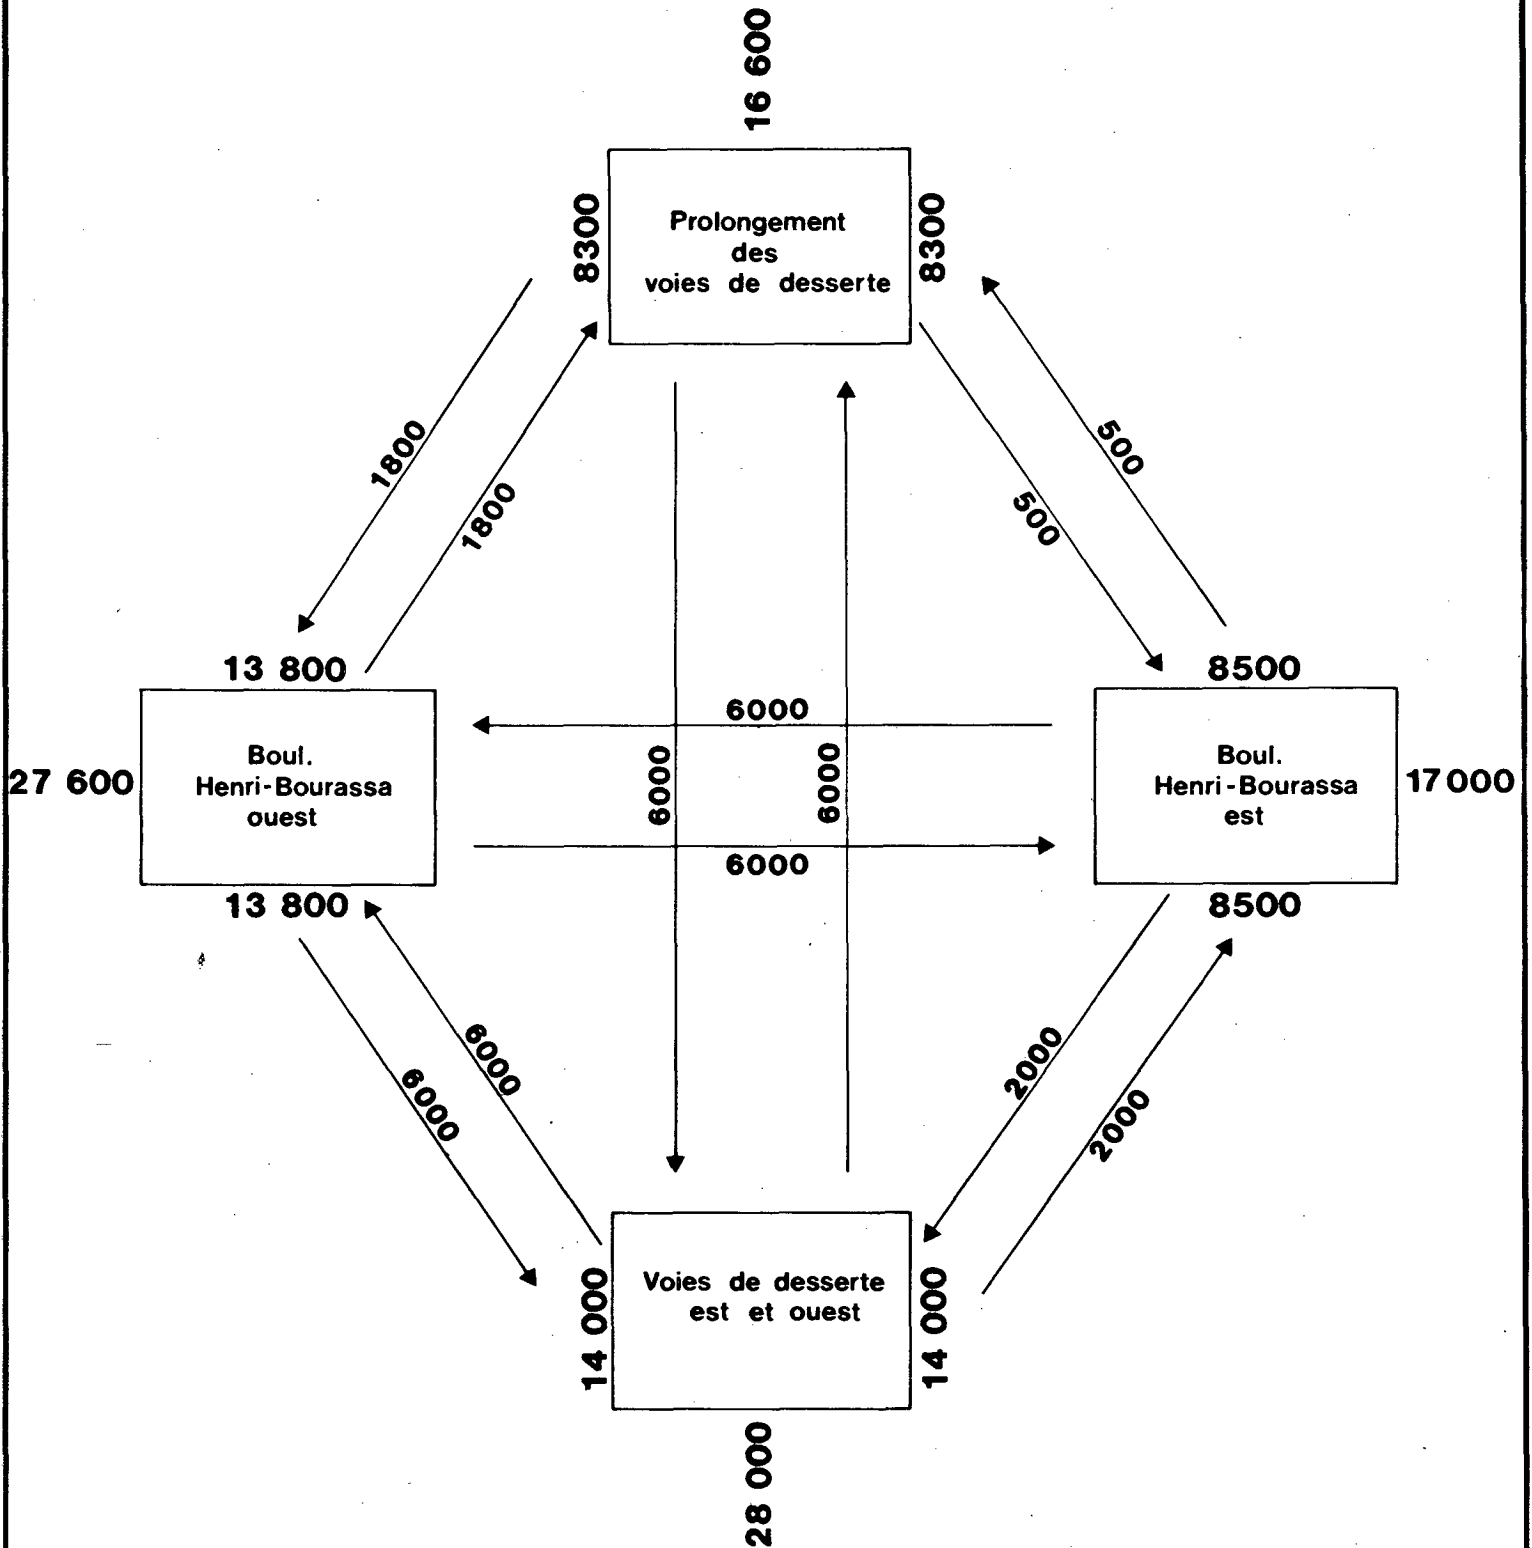 16 600
8300
Prolongement
des
voies de desserte
8300
1800
1800
500
500
13 800
8500
6000
27 600
Boul.
Henri-Bourassa
ouest
6000
6000
Boul.
Henri-Bourassa
est
17000
6000
13 800
8500
6000
6000
2000
2000
14 000
Voies de desserte
est et ouest
14 000
28 000